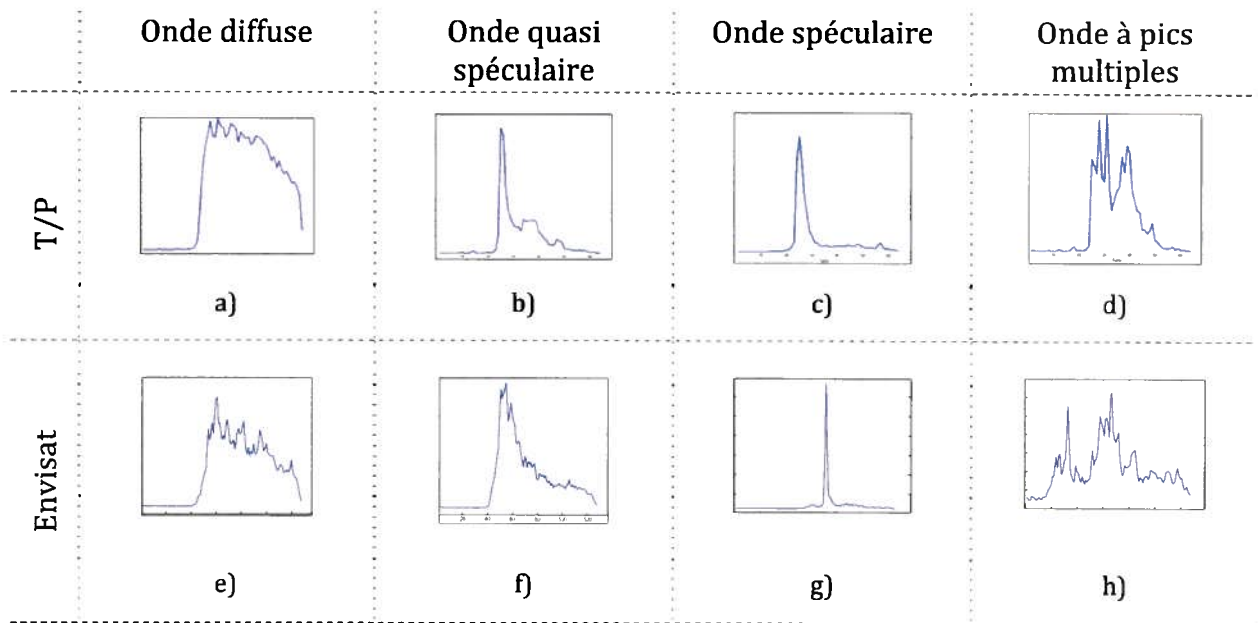 Onde diffuse
Onde quasi
spéculaire
Onde spéculaire
Onde à pics
multiples
T/P
a)
b)
c)
d)
Envisat
e)
f)
g)
h)